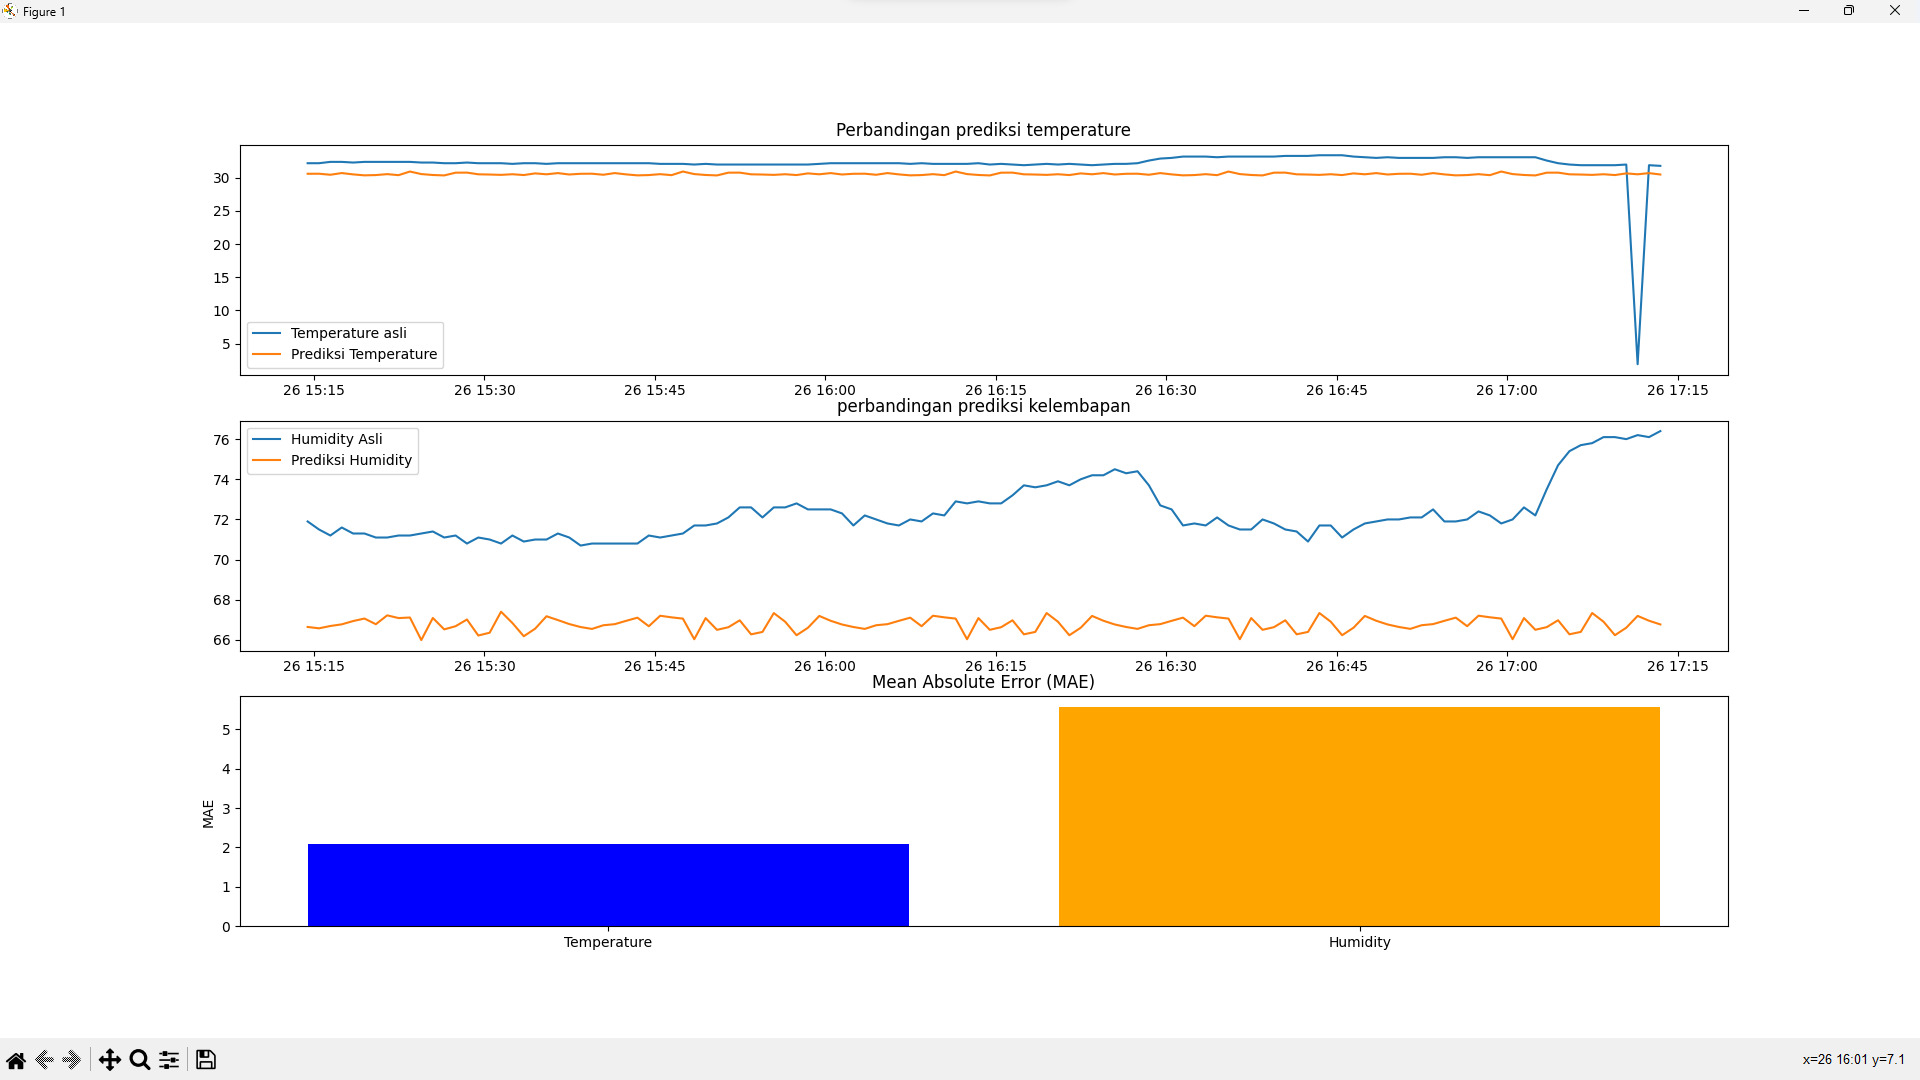 Figure 1
Perbandingan prediksi temperature
30
25
20
15
10
5
Temperature asli
Prediksi Temperature
26 15:15 26 15:30 26 15:45 26 16:00 26 16:15 26 16:30 26 16:45 26 17:00 26 17:15
perbandingan prediksi kelembapan
76
74
72
70
68
66
Humidity Asli
Prediksi Humidity
26 15:15 26 15:30 26 15:45 26 16:00 26 16:15 26 16:30 26 16:45 26 17:00 26 17:15
Mean Absolute Error (MAE)
MAE
5
4
3
2
1
0
Temperature Humidity
x=26 16:01 y=7.1